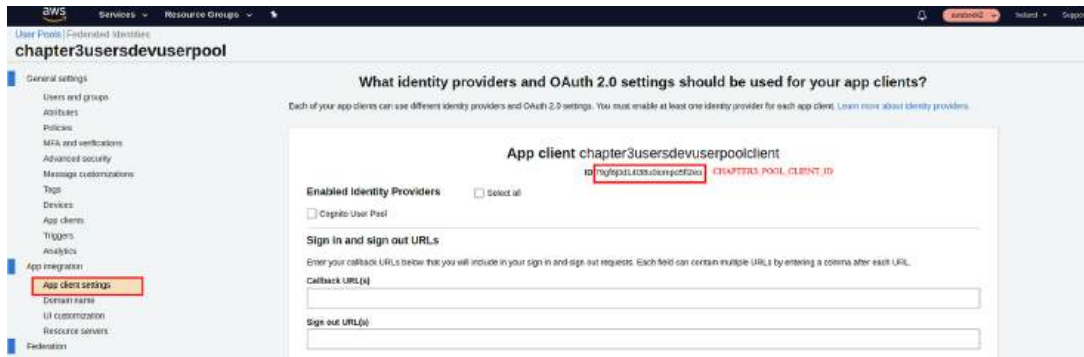 aws Services Resource Groups Ireland Support
User Pools | Federated Identities
chapter3usersdevuserpool
General settings
Users and groups
Attributes
Policies
MFA and verifications
Advanced security
Message customizations
Tags
Devices
App clients
Triggers
Analytics
App integration
App client settings
Domain name
UI customization
Resource servers
Federation
What identity providers and OAuth 2.0 settings should be used for your app clients?
Each of your app clients can use different identity providers and OAuth 2.0 settings. You must enable at least one identity provider for each app client. Learn more about identity providers.
App client chapter3usersdevuserpoolclient
ID CHAPTER3_POOL_CLIENT_ID
Enabled Identity Providers Select all
Cognito User Pool
Sign in and sign out URLs
Enter your callback URLs below that you will include in your sign in and sign out requests. Each field can contain multiple URLs by entering a comma after each URL.
Callback URL(s)
Sign out URL(s)